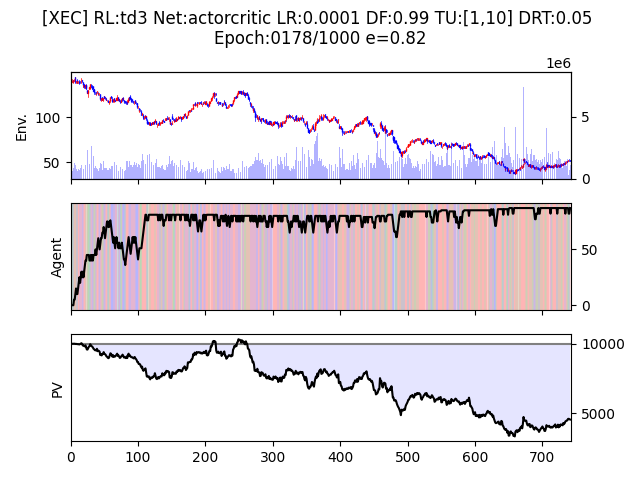 [XEC] RL:td3 Net:actorcritic LR:0.0001 DF:0.99 TU:[1,10] DRT:0.05
Epoch:0178/1000 e=0.82
1e6
Env.
100
50
5
0
Agent
50
0
PV
10000
5000
0 100 200 300 400 500 600 700